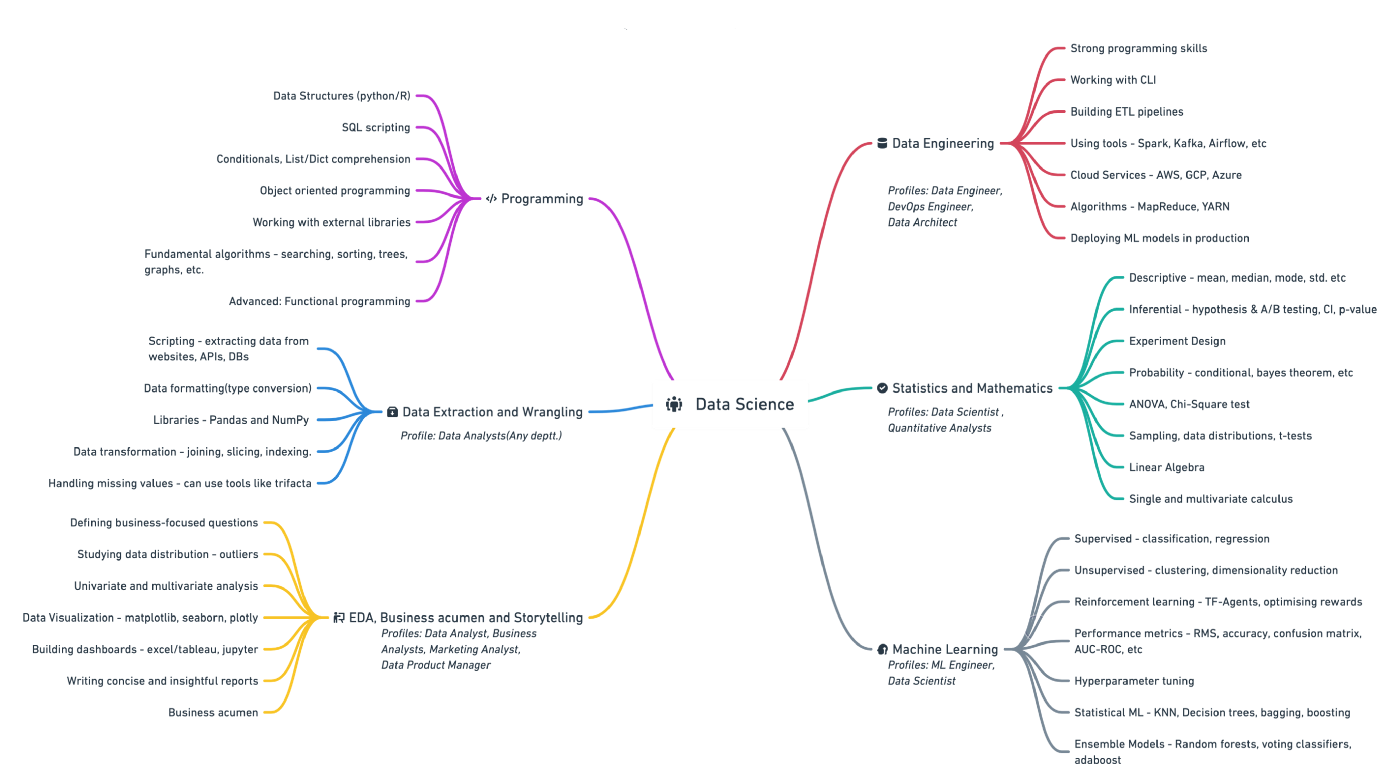 Data Science
Programming
Data Structures (python/R)
SQL scripting
Conditionals, List/Dict comprehension
Object oriented programming
Working with external libraries
Fundamental algorithms - searching, sorting, trees,
graphs, etc.
Advanced: Functional programming
Data Extraction and Wrangling
Profile: Data Analysts(Any deptt.)
Scripting - extracting data from
websites, APIs, DBs
Data formatting(type conversion)
Libraries - Pandas and NumPy
Data transformation - joining, slicing, indexing.
Handling missing values - can use tools like trifacta
EDA, Business acumen and Storytelling
Profiles: Data Analyst, Business
Analysts, Marketing Analyst,
Data Product Manager
Defining business-focused questions
Studying data distribution - outliers
Univariate and multivariate analysis
Data Visualization - matplotlib, seaborn, plotly
Building dashboards - excel/tableau, jupyter
Writing concise and insightful reports
Business acumen
Data Engineering
Profiles: Data Engineer,
DevOps Engineer,
Data Architect
Strong programming skills
Working with CLI
Building ETL pipelines
Using tools - Spark, Kafka, Airflow, etc
Cloud Services - AWS, GCP, Azure
Algorithms - MapReduce, YARN
Deploying ML models in production
Statistics and Mathematics
Profiles: Data Scientist ,
Quantitative Analysts
Descriptive - mean, median, mode, std. etc
Inferential - hypothesis & A/B testing, CI, p-value
Experiment Design
Probability - conditional, bayes theorem, etc
ANOVA, Chi-Square test
Sampling, data distributions, t-tests
Linear Algebra
Single and multivariate calculus
Machine Learning
Profiles: ML Engineer,
Data Scientist
Supervised - classification, regression
Unsupervised - clustering, dimensionality reduction
Reinforcement learning - TF-Agents, optimising rewards
Performance metrics - RMS, accuracy, confusion matrix,
AUC-ROC, etc
Hyperparameter tuning
Statistical ML - KNN, Decision trees, bagging, boosting
Ensemble Models - Random forests, voting classifiers,
adaboost